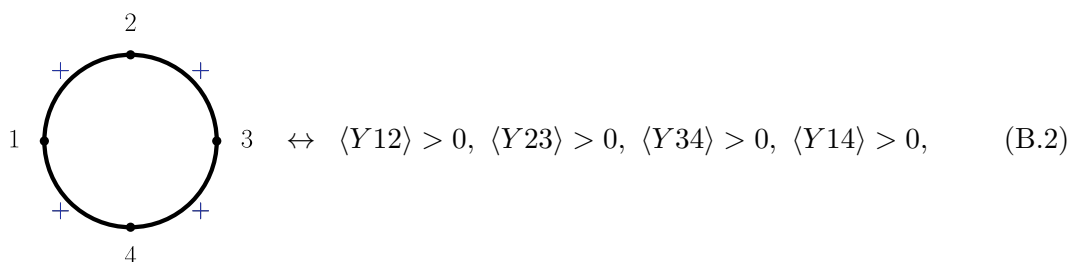 2
+ +
1 3 ↔ ⟨Y12⟩ > 0, ⟨Y23⟩ > 0, ⟨Y34⟩ > 0, ⟨Y14⟩ > 0, (B.2)
+ +
4